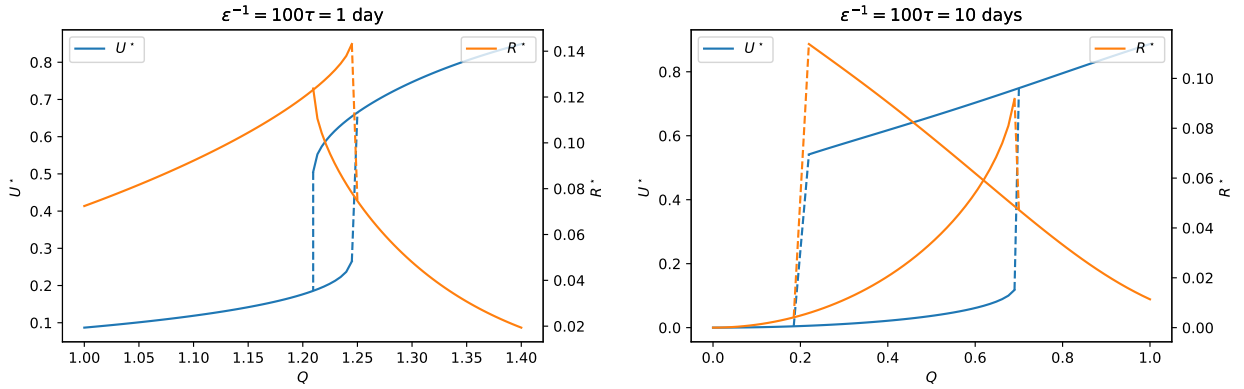 ε⁻¹ = 100τ = 1 day
U* R*
0.1 0.2 0.3 0.4 0.5 0.6 0.7 0.8
U*
0.02 0.04 0.06 0.08 0.10 0.12 0.14
R*
1.00 1.05 1.10 1.15 1.20 1.25 1.30 1.35 1.40
Q
ε⁻¹ = 100τ = 10 days
U* R*
0.0 0.2 0.4 0.6 0.8
U*
0.00 0.02 0.04 0.06 0.08 0.10
R*
0.0 0.2 0.4 0.6 0.8 1.0
Q